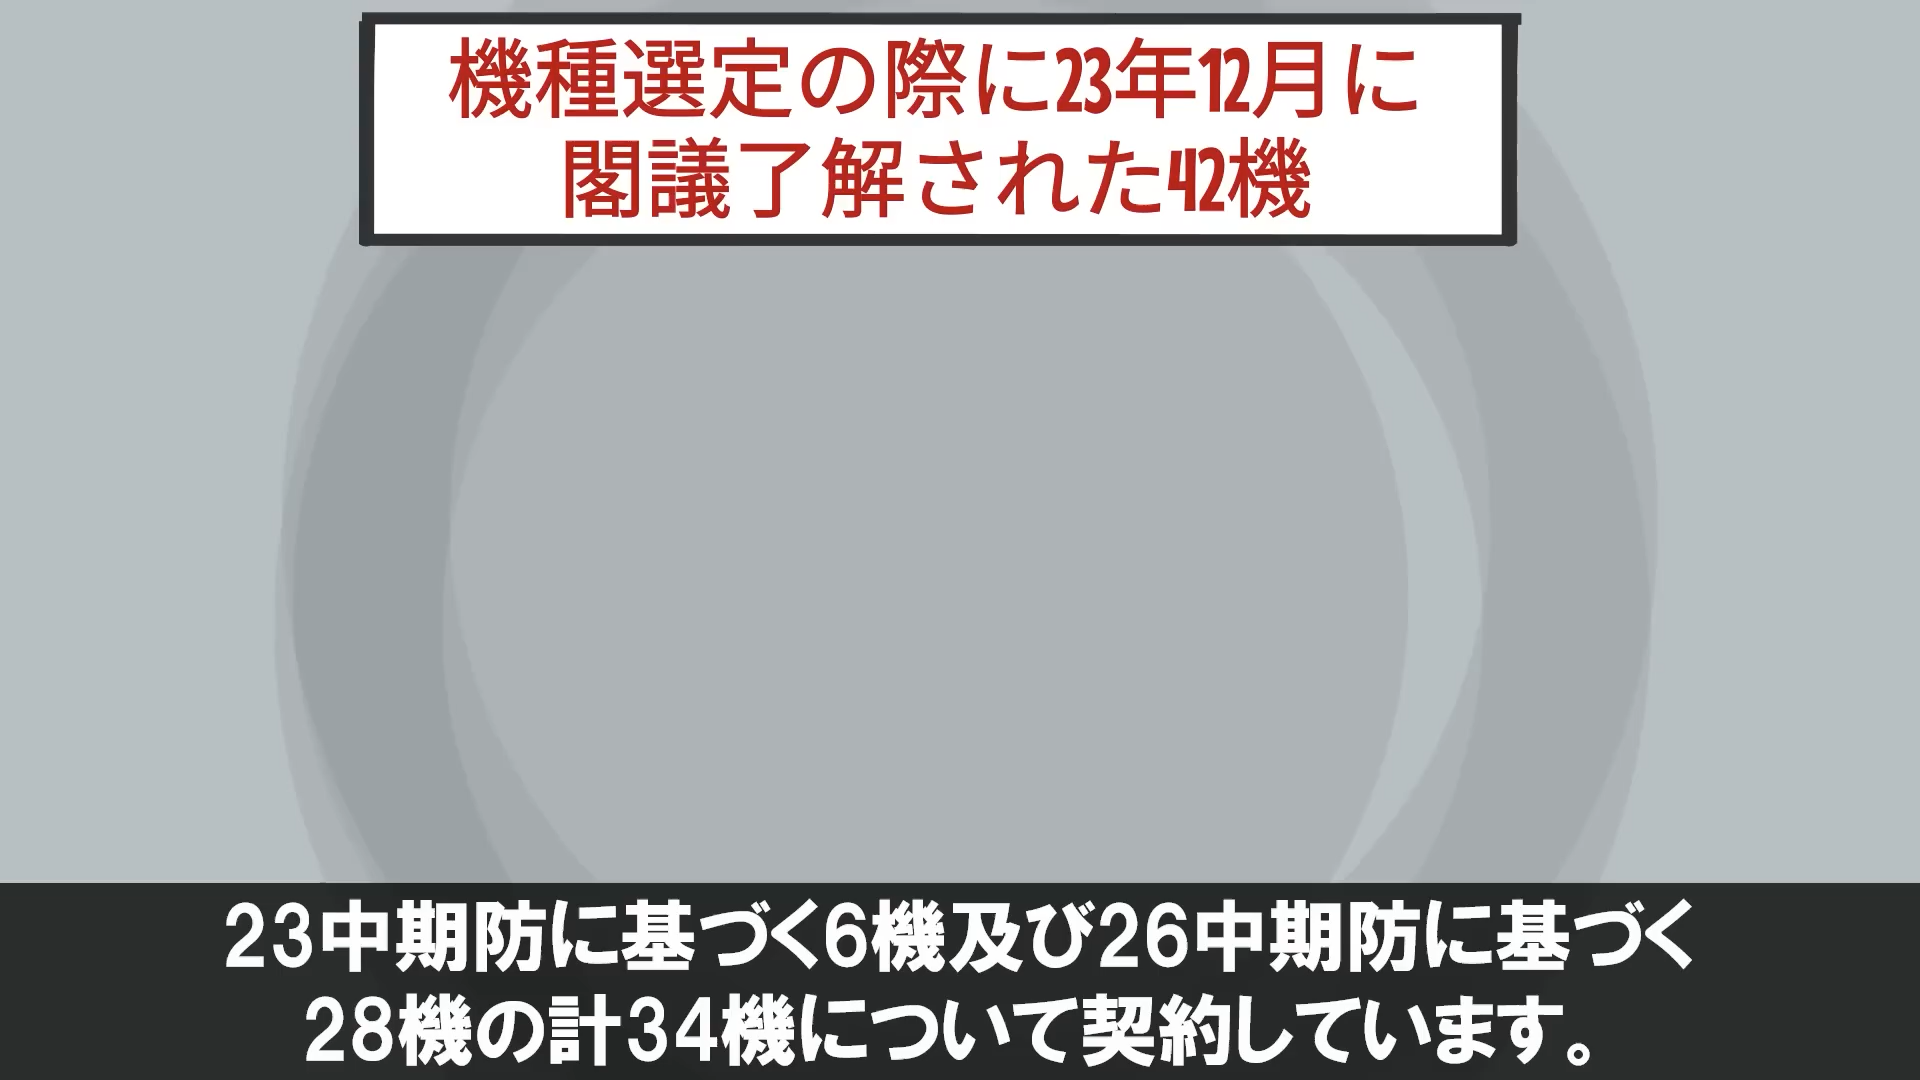 機種選定の際に23年12月に
閣議了解された42機
23中期防に基づく6機及び26中期防に基づく
28機の計34機について契約しています。